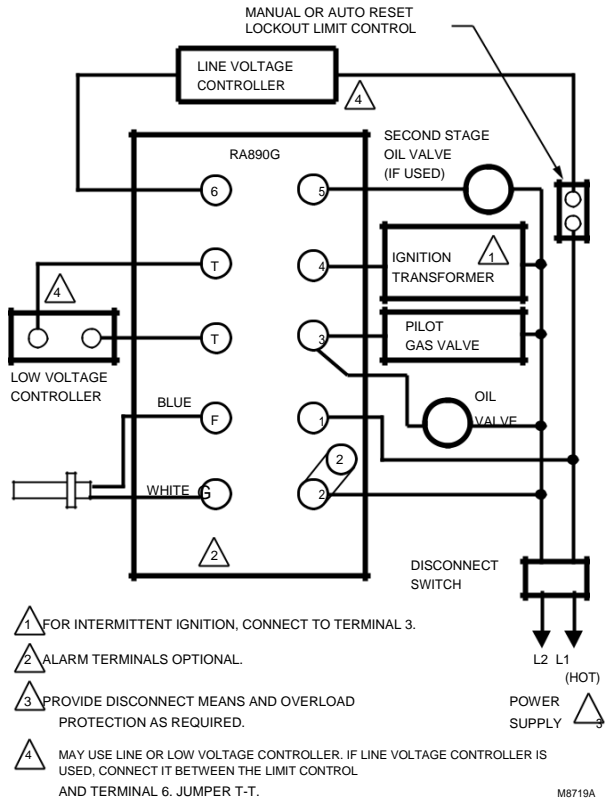 MANUAL OR AUTO RESET
LOCKOUT LIMIT CONTROL
LINE VOLTAGE
CONTROLLER
4
RA890G
SECOND STAGE
OIL VALVE
(IF USED)
6
5
T
4
IGNITION
TRANSFORMER
1
4
T
3
PILOT
GAS VALVE
LOW VOLTAGE
CONTROLLER
BLUE
F
1
OIL
VALVE
2
WHITE
G
2
2
DISCONNECT
SWITCH
1 FOR INTERMITTENT IGNITION, CONNECT TO TERMINAL 3.
2 ALARM TERMINALS OPTIONAL.
L2 L1
(HOT)
3 PROVIDE DISCONNECT MEANS AND OVERLOAD
PROTECTION AS REQUIRED.
POWER
SUPPLY 3
4 MAY USE LINE OR LOW VOLTAGE CONTROLLER. IF LINE VOLTAGE CONTROLLER IS
USED, CONNECT IT BETWEEN THE LIMIT CONTROL
AND TERMINAL 6. JUMPER T-T.
M8719A